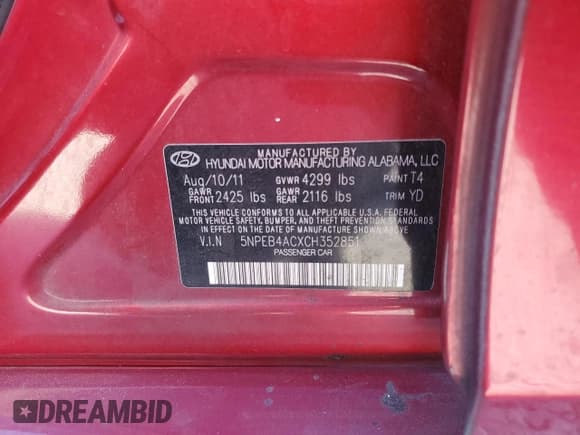 MANUFACTURED BY
HYUNDAI MOTOR MANUFACTURING ALABAMA, LLC
Aug/10/11 GVWR 4299 lbs PAINT T4
GAWR FRONT 2425 lbs GAWR REAR 2116 lbs TRIM YD
THIS VEHICLE CONFORMS TO ALL APPLICABLE U.S.A. FEDERAL
MOTOR VEHICLE SAFETY, BUMPER, AND THEFT PREVENTION STANDARDS
IN EFFECT ON THE DATE OF MANUFACTURE SHOWN ABOVE.
V.I.N 5NPEB4ACXCH352851
PASSENGER CAR
DREAMBID